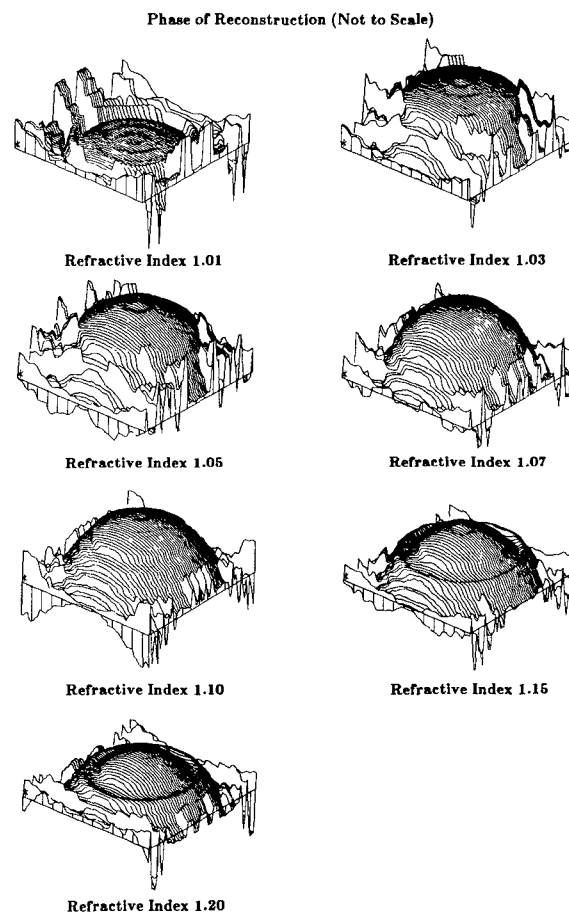 Phase of Reconstruction (Not to Scale)
Refractive Index 1.01
Refractive Index 1.03
Refractive Index 1.05
Refractive Index 1.07
Refractive Index 1.10
Refractive Index 1.15
Refractive Index 1.20